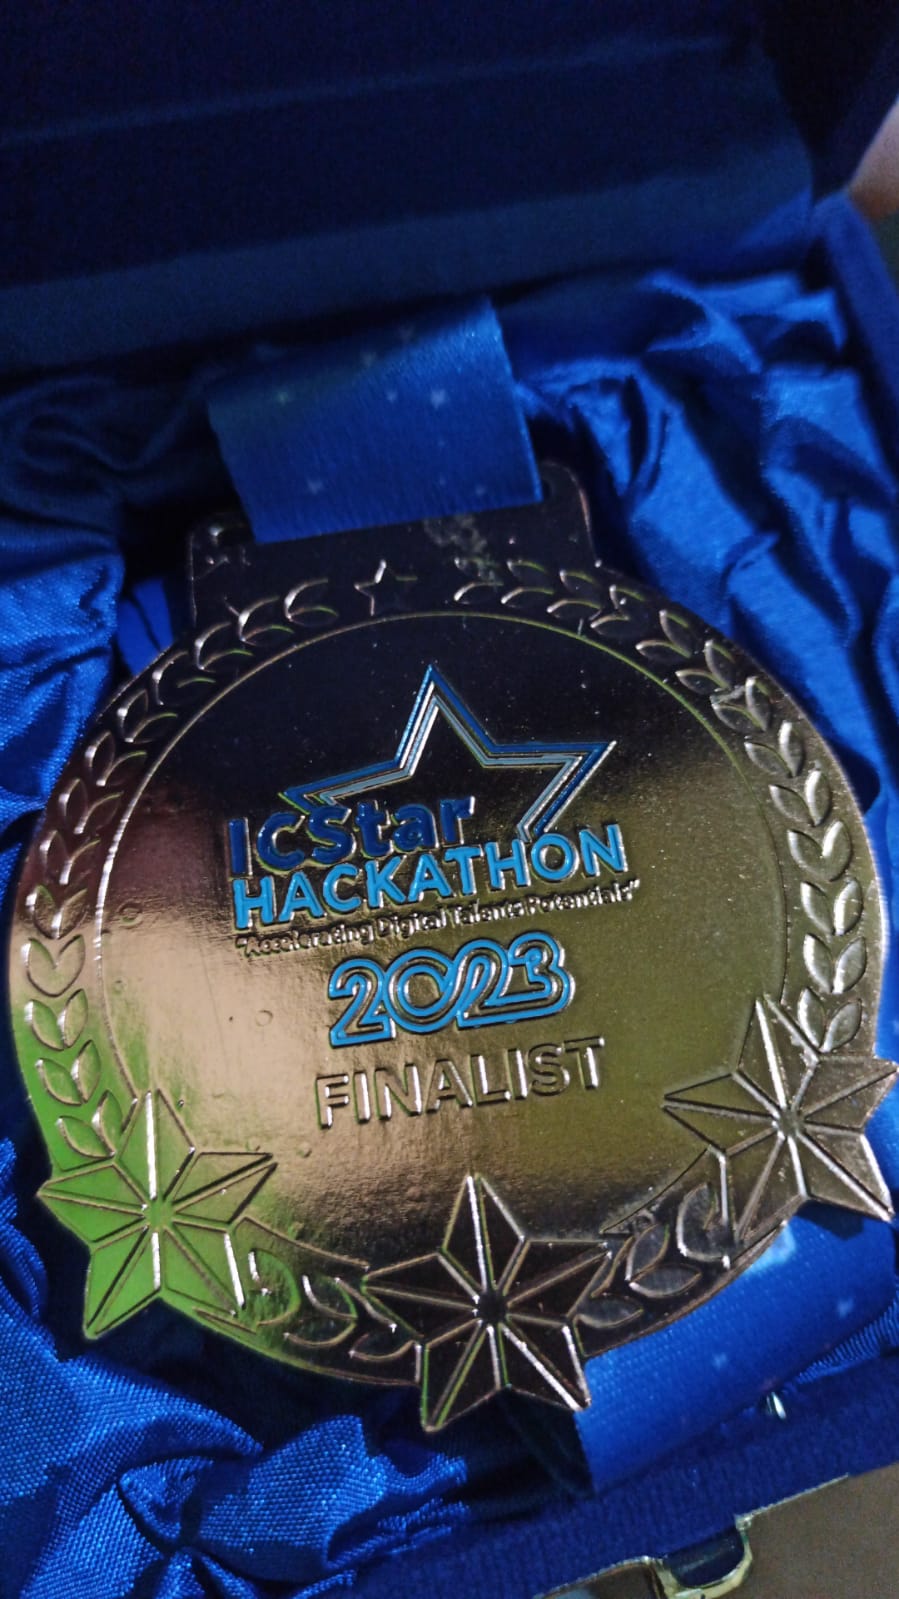 ICStar
HACKATHON
"Accelerating Digital Talents Potentials"
2023
FINALIST